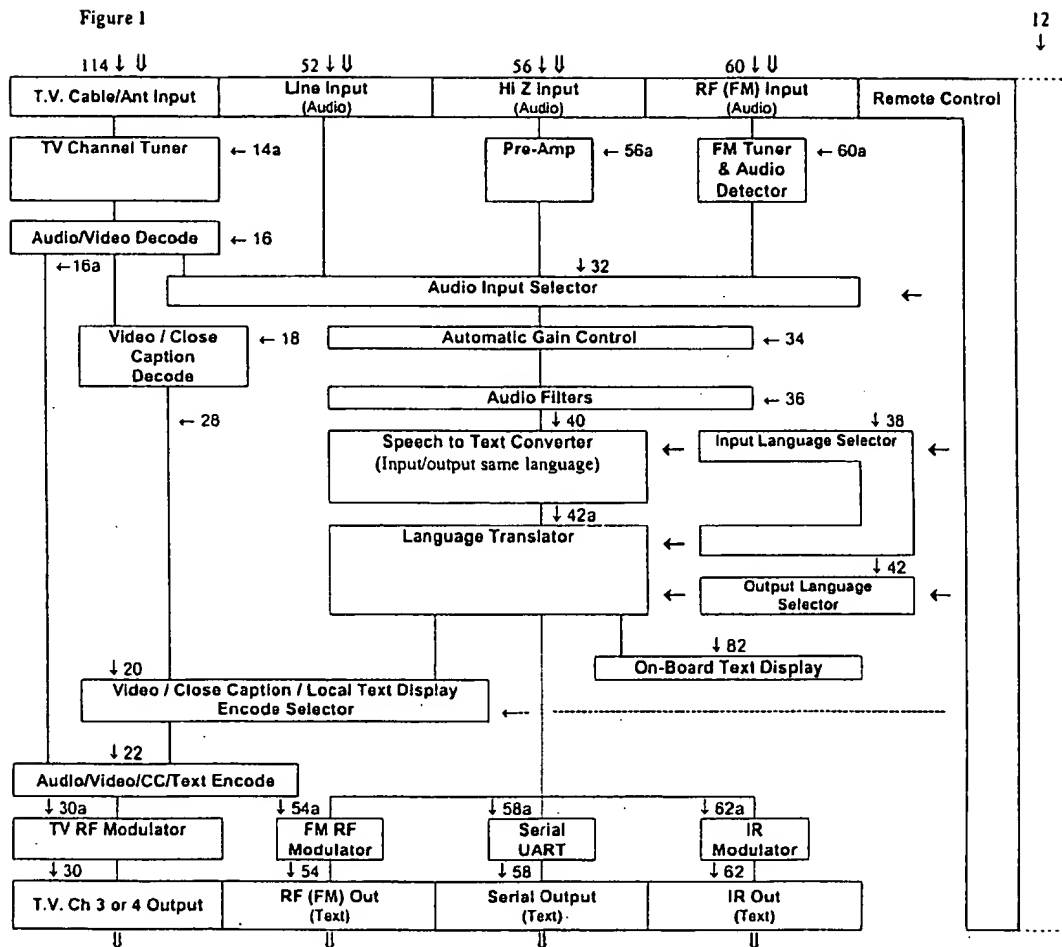 Figure 1
12
↓
114 ↓ ⇓
52 ↓ ⇓
56 ↓ ⇓
60 ↓ ⇓
T.V. Cable/Ant Input
Line Input
(Audio)
Hi Z Input
(Audio)
RF (FM) Input
(Audio)
Remote Control
TV Channel Tuner
← 14a
Pre-Amp
← 56a
FM Tuner
& Audio
Detector
← 60a
Audio/Video Decode
← 16
←16a
↓ 32
Audio Input Selector
←
Video / Close
Caption
Decode
← 18
Automatic Gain Control
← 34
Audio Filters
← 36
← 28
↓ 40
Speech to Text Converter
(Input/output same language)
←
↓ 38
Input Language Selector
←
↓ 42a
Language Translator
←
←
↓ 42
Output Language
Selector
←
↓ 82
On-Board Text Display
↓ 20
Video / Close Caption / Local Text Display
Encode Selector
←
↓ 22
Audio/Video/CC/Text Encode
↓ 30a
↓ 54a
↓ 58a
↓ 62a
TV RF Modulator
FM RF
Modulator
Serial
UART
IR
Modulator
↓ 30
↓ 54
↓ 58
↓ 62
T.V. Ch 3 or 4 Output
RF (FM) Out
(Text)
Serial Output
(Text)
IR Out
(Text)
⇓
⇓
⇓
⇓